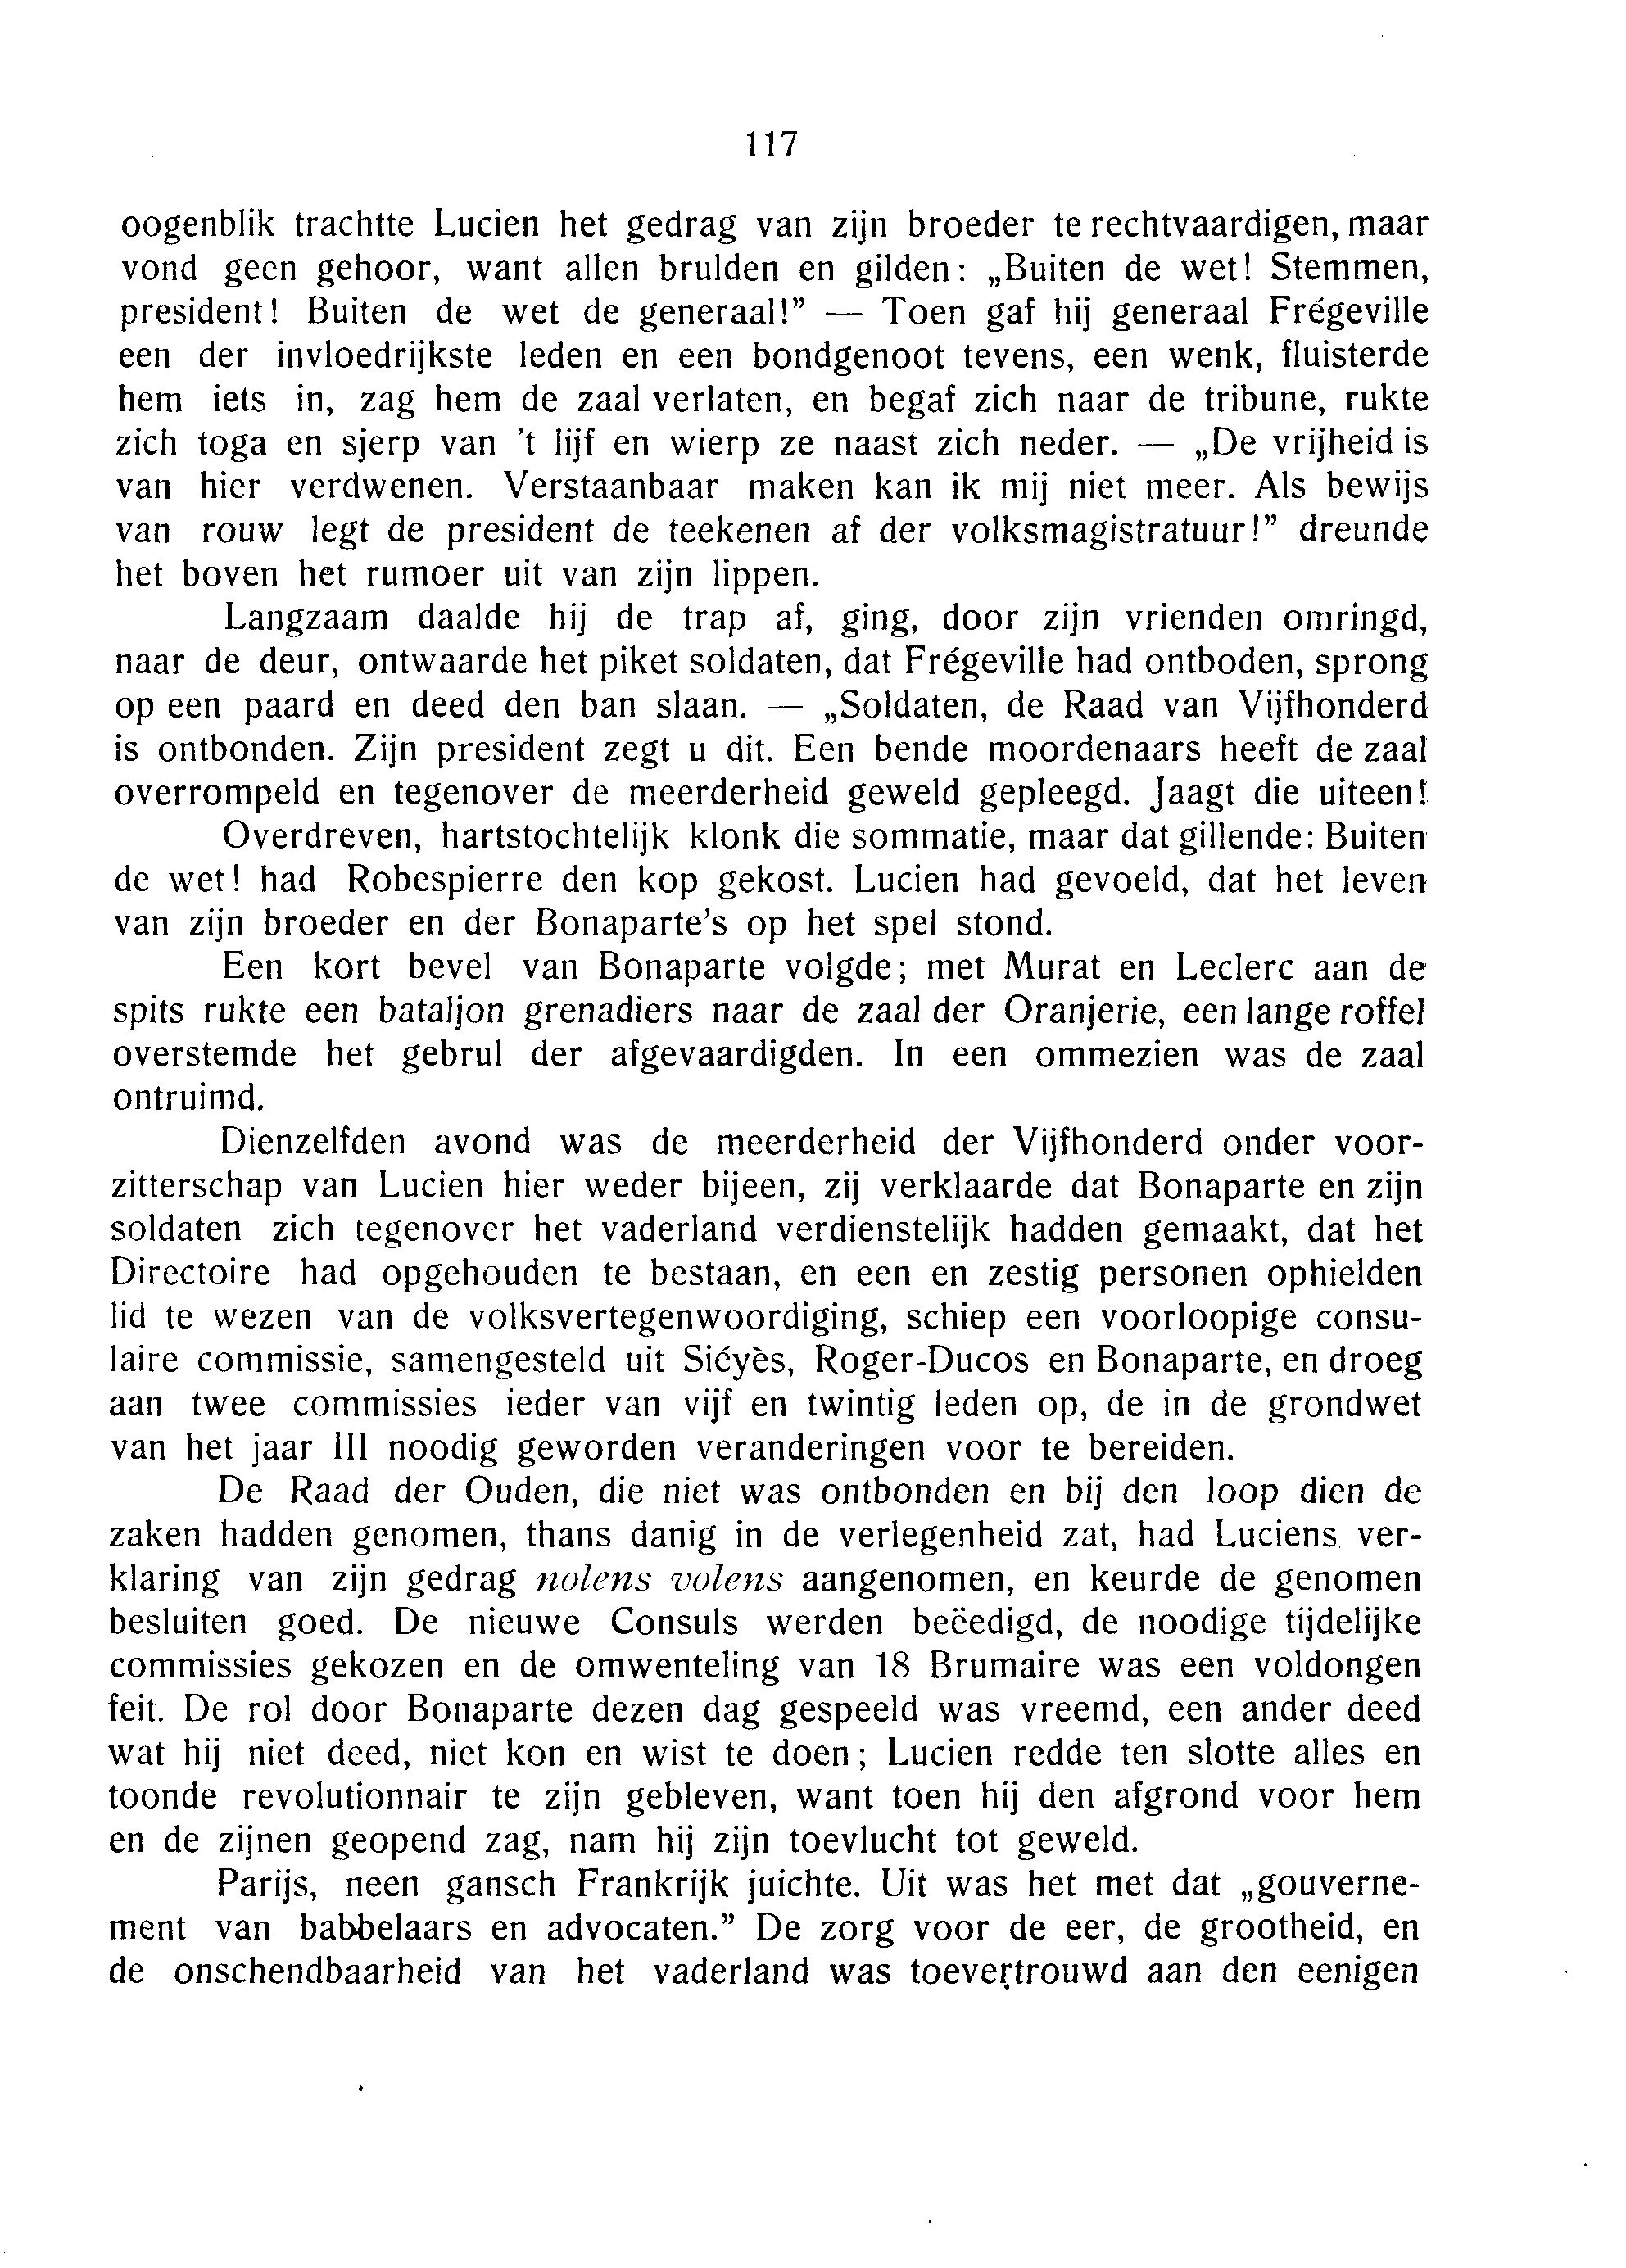 117
oogenblik trachtte Lucien het gedrag van zijn broeder te rechtvaardigen, maar
vond geen gehoor, want allen brulden en gilden: „Buiten de wet! Stemmen,
president! Buiten de wet de generaal!” — Toen gaf hij generaal Frégeville
een der invloedrijkste leden en een bondgenoot tevens, een wenk, fluisterde
hem iets in, zag hem de zaal verlaten, en begaf zich naar de tribune, rukte
zich toga en sjerp van 't lijf en wierp ze naast zich neder. — „De vrijheid is
van hier verdwenen. Verstaanbaar maken kan ik mij niet meer. Als bewijs
van rouw legt de president de teekenen af der volksmagistratuur!” dreunde
het boven het rumoer uit van zijn lippen.
Langzaam daalde hij de trap af, ging, door zijn vrienden omringd,
naar de deur, ontwaarde het piket soldaten, dat Frégeville had ontboden, sprong
op een paard en deed den ban slaan. — „Soldaten, de Raad van Vijfhonderd
is ontbonden. Zijn president zegt u dit. Een bende moordenaars heeft de zaal
overrompeld en tegenover de meerderheid geweld gepleegd. Jaagt die uiteen!
Overdreven, hartstochtelijk klonk die sommatie, maar dat gillende: Buiten
de wet! had Robespierre den kop gekost. Lucien had gevoeld, dat het leven
van zijn broeder en der Bonaparte's op het spel stond.
Een kort bevel van Bonaparte volgde; met Murat en Leclerc aan de
spits rukte een bataljon grenadiers naar de zaal der Oranjerie, een lange roffel
overstemde het gebrul der afgevaardigden. In een ommezien was de zaal
ontruimd.
Dienzelfden avond was de meerderheid der Vijfhonderd onder voor-
zitterschap van Lucien hier weder bijeen, zij verklaarde dat Bonaparte en zijn
soldaten zich tegenover het vaderland verdienstelijk hadden gemaakt, dat het
Directoire had opgehouden te bestaan, en een en zestig personen ophielden
lid te wezen van de volksvertegenwoordiging, schiep een voorloopige consu-
laire commissie, samengesteld uit Siéyès, Roger-Ducos en Bonaparte, en droeg
aan twee commissies ieder van vijf en twintig leden op, de in de grondwet
van het jaar III noodig geworden veranderingen voor te bereiden.
De Raad der Ouden, die niet was ontbonden en bij den loop dien de
zaken hadden genomen, thans danig in de verlegenheid zat, had Luciens ver-
klaring van zijn gedrag nolens volens aangenomen, en keurde de genomen
besluiten goed. De nieuwe Consuls werden beëedigd, de noodige tijdelijke
commissies gekozen en de omwenteling van 18 Brumaire was een voldongen
feit. De rol door Bonaparte dezen dag gespeeld was vreemd, een ander deed
wat hij niet deed, niet kon en wist te doen; Lucien redde ten slotte alles en
toonde revolutionnair te zijn gebleven, want toen hij den afgrond voor hem
en de zijnen geopend zag, nam hij zijn toevlucht tot geweld.
Parijs, neen gansch Frankrijk juichte. Uit was het met dat „gouverne-
ment van babbelaars en advocaten.” De zorg voor de eer, de grootheid, en
de onschendbaarheid van het vaderland was toevertrouwd aan den eenigen